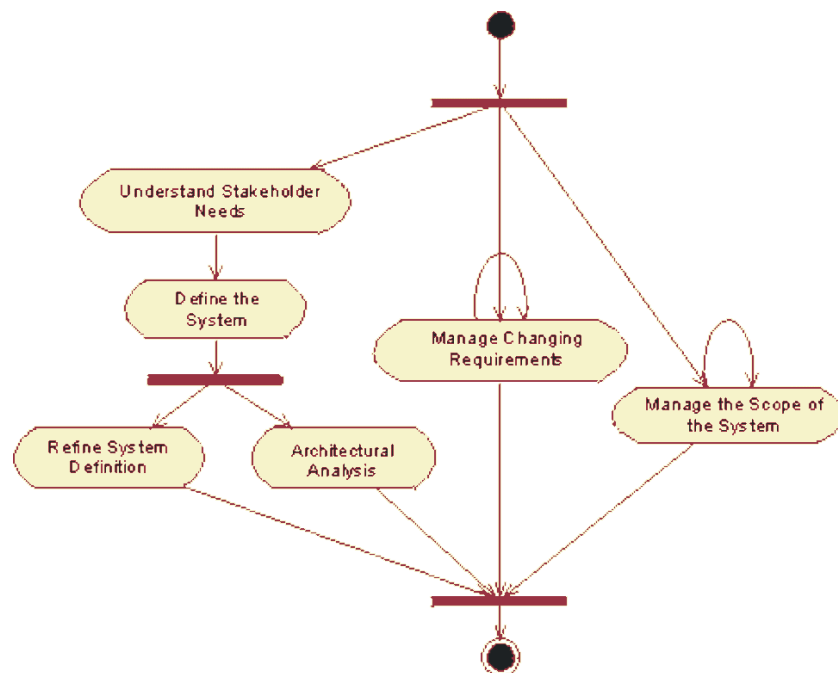 Understand Stakeholder
Needs
Define the
System
Manage Changing
Requirements
Manage the Scope of
the System
Refine System
Definition
Architectural
Analysis